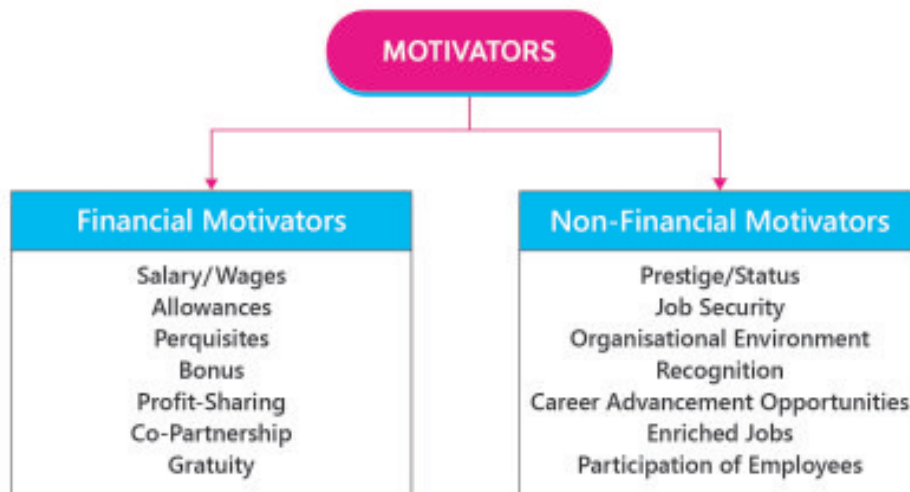 MOTIVATORS
Financial Motivators
Salary/Wages
Allowances
Perquisites
Bonus
Profit-Sharing
Co-Partnership
Gratuity
Non-Financial Motivators
Prestige/Status
Job Security
Organisational Environment
Recognition
Career Advancement Opportunities
Enriched Jobs
Participation of Employees